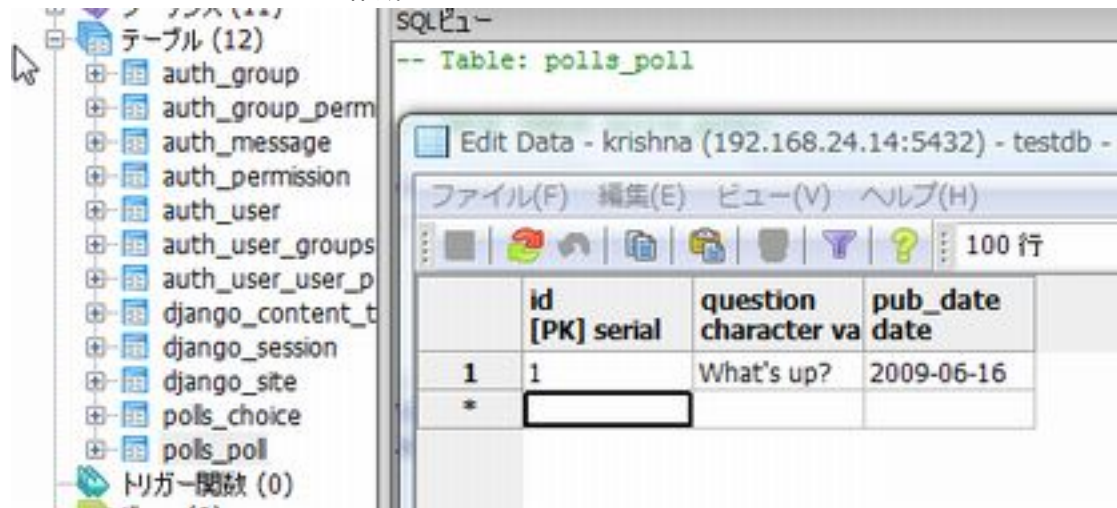 テーブル (12)
auth_group
auth_group_perm
auth_message
auth_permission
auth_user
auth_user_groups
auth_user_user_p
django_content_t
django_session
django_site
polls_choice
polls_poll
トリガー関数 (0)
SQLビュー
-- Table: polls_poll
Edit Data - krishna (192.168.24.14:5432) - testdb -
ファイル(F) 編集(E) ビュー(V) ヘルプ(H)
100 行
id question pub_date
[PK] serial character va date
1 1 What's up? 2009-06-16
*